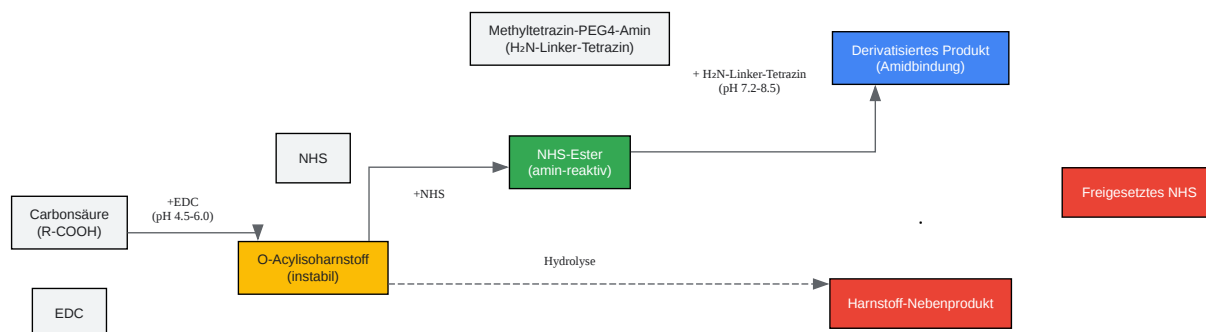 Methyltetrazin-PEG4-Amin
(H₂N-Linker-Tetrazin)
Derivatisiertes Produkt
(Amidbindung)
+ H₂N-Linker-Tetrazin
(pH 7.2-8.5)
NHS
NHS-Ester
(amin-reaktiv)
+NHS
Freigesetztes NHS
Carbonsäure
(R-COOH)
+EDC
(pH 4.5-6.0)
O-Acylisoharnstoff
(instabil)
Hydrolyse
Harnstoff-Nebenprodukt
EDC